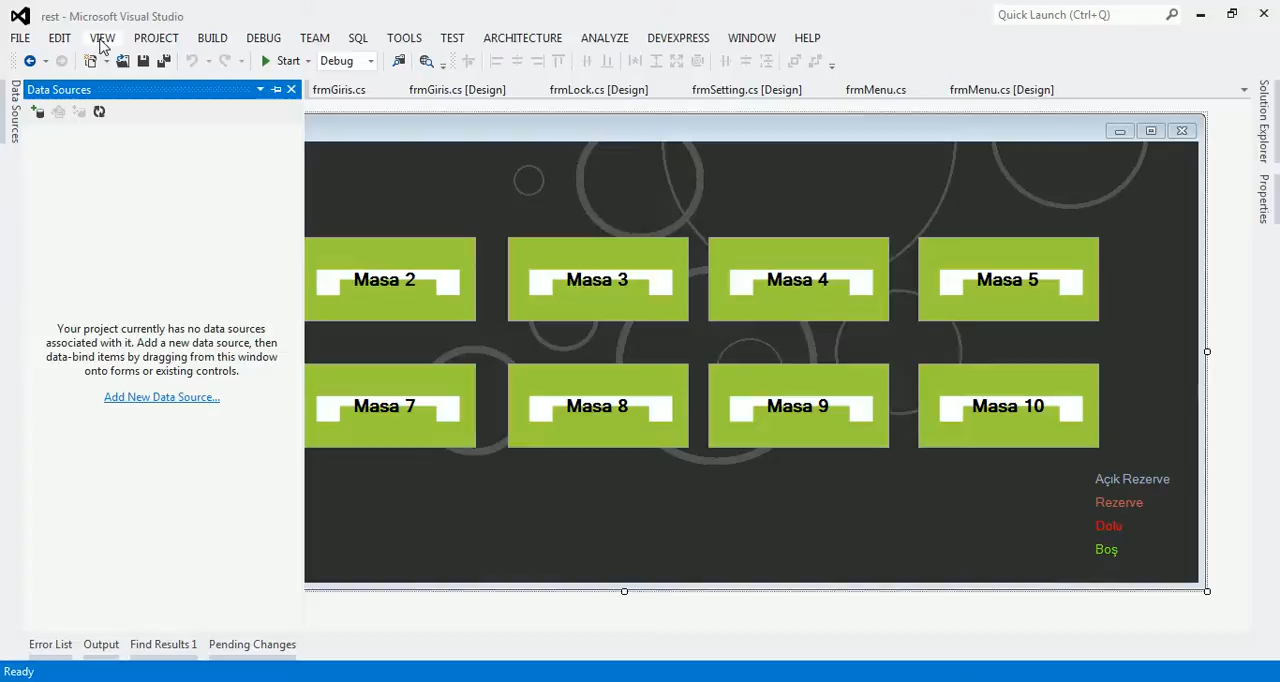 rest - Microsoft Visual Studio
Quick Launch (Ctrl+Q)
FILE EDIT VIEW PROJECT BUILD DEBUG TEAM SQL TOOLS TEST ARCHITECTURE ANALYZE DEVEXPRESS WINDOW HELP
Start Debug
Data Sources
Data Sources
frmGiris.cs frmGiris.cs [Design] frmLock.cs [Design] frmSetting.cs [Design] frmMenu.cs frmMenu.cs [Design]
Solution Explorer
Properties
Masa 2 Masa 3 Masa 4 Masa 5
Your project currently has no data sources
associated with it. Add a new data source, then
data-bind items by dragging from this window
onto forms or existing controls.
Add New Data Source...
Masa 7 Masa 8 Masa 9 Masa 10
Açık Rezerve
Rezerve
Dolu
Boş
Error List Output Find Results 1 Pending Changes
Ready